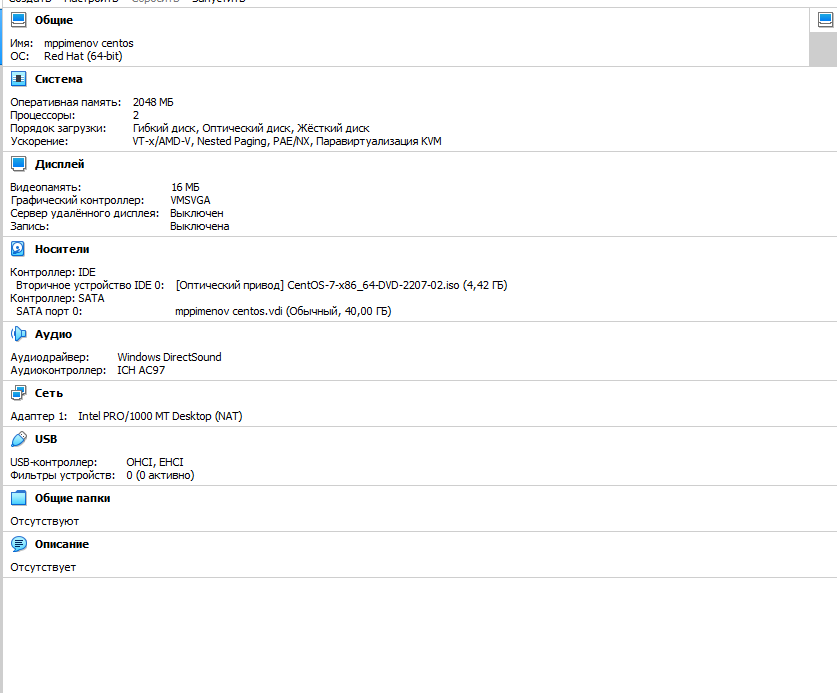 Создать Настроить Сбросить Запустить
Общие
Имя: mppimenov centos
ОС: Red Hat (64-bit)
Система
Оперативная память: 2048 МБ
Процессоры: 2
Порядок загрузки: Гибкий диск, Оптический диск, Жёсткий диск
Ускорение: VT-x/AMD-V, Nested Paging, PAE/NX, Паравиртуализация KVM
Дисплей
Видеопамять: 16 МБ
Графический контроллер: VMSVGA
Сервер удалённого дисплея: Выключен
Запись: Выключена
Носители
Контроллер: IDE
Вторичное устройство IDE 0: [Оптический привод] CentOS-7-x86_64-DVD-2207-02.iso (4,42 ГБ)
Контроллер: SATA
SATA порт 0: mppimenov centos.vdi (Обычный, 40,00 ГБ)
Аудио
Аудиодрайвер: Windows DirectSound
Аудиоконтроллер: ICH AC97
Сеть
Адаптер 1: Intel PRO/1000 MT Desktop (NAT)
USB
USB-контроллер: OHCI, EHCI
Фильтры устройств: 0 (0 активно)
Общие папки
Отсутствуют
Описание
Отсутствует